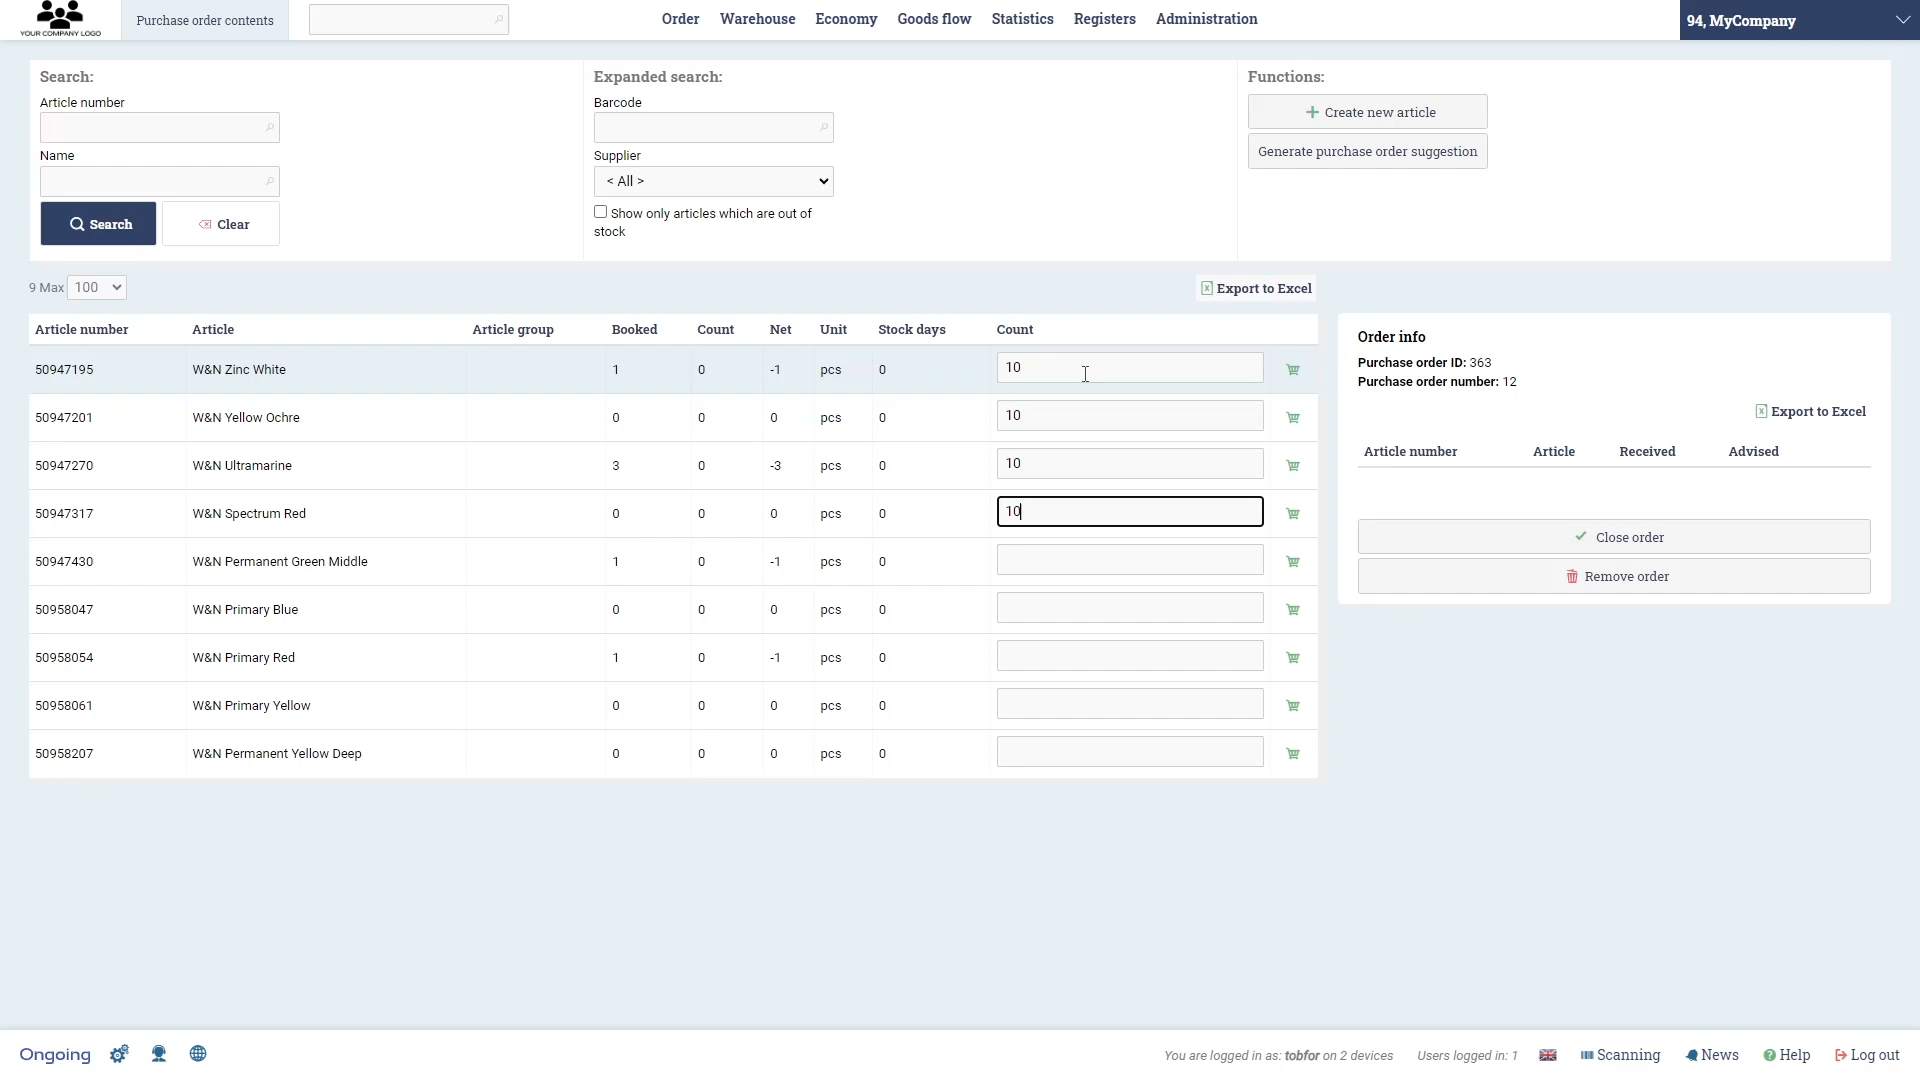 YOUR COMPANY LOGO
Purchase order contents
Order Warehouse Economy Goods flow Statistics Registers Administration
94, MyCompany
Search:
Article number
Name
Search Clear
Expanded search:
Barcode
Supplier
< All >
Show only articles which are out of
stock
Functions:
Create new article
Generate purchase order suggestion
9 Max 100
Export to Excel
Article number Article Article group Booked Count Net Unit Stock days Count
50947195 W&N Zinc White 1 0 -1 pcs 0 10
50947201 W&N Yellow Ochre 0 0 0 pcs 0 10
50947270 W&N Ultramarine 3 0 -3 pcs 0 10
50947317 W&N Spectrum Red 0 0 0 pcs 0 10
50947430 W&N Permanent Green Middle 1 0 -1 pcs 0
50958047 W&N Primary Blue 0 0 0 pcs 0
50958054 W&N Primary Red 1 0 -1 pcs 0
50958061 W&N Primary Yellow 0 0 0 pcs 0
50958207 W&N Permanent Yellow Deep 0 0 0 pcs 0
Order info
Purchase order ID: 363
Purchase order number: 12
Export to Excel
Article number Article Received Advised
Close order
Remove order
Ongoing
You are logged in as: tobfor on 2 devices Users logged in: 1 Scanning News Help Log out